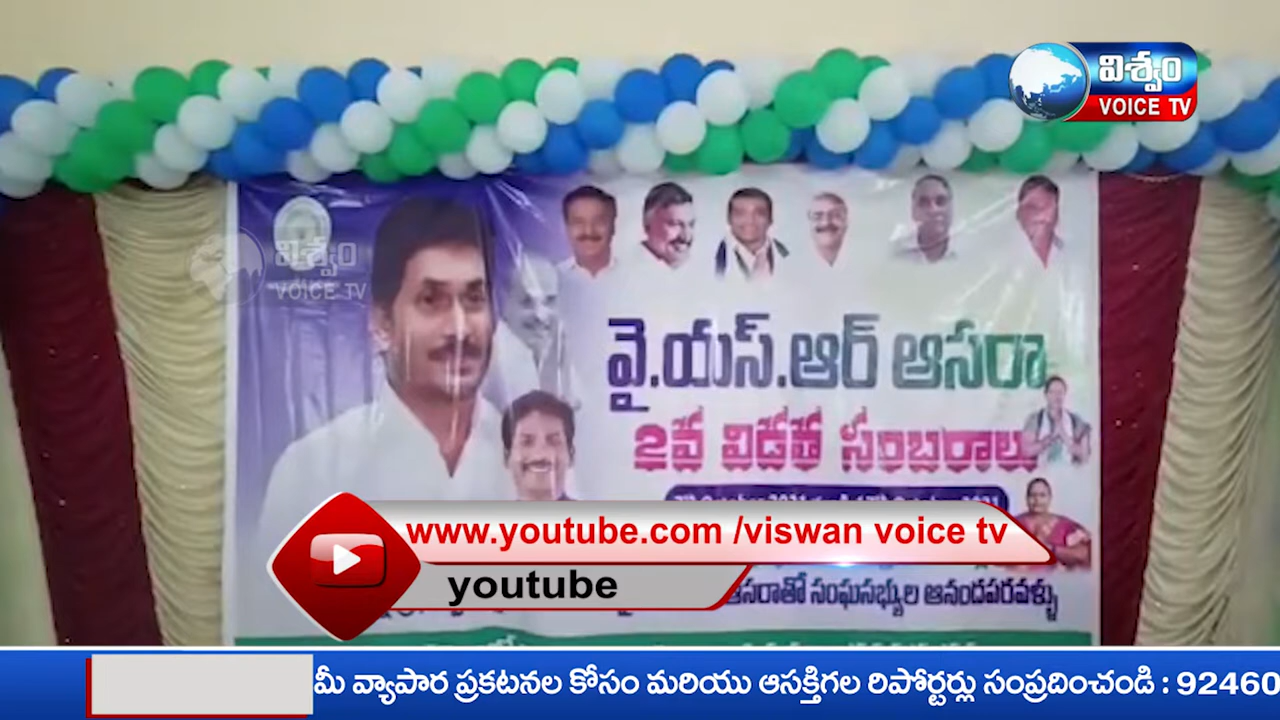 విశ్వం
VOICE TV
విశ్వం
VOICE TV
వై.యస్.ఆర్ ఆసరా
2వ విడత సంబరాలు
www.youtube.com /viswan voice tv
youtube
ఆసరాతో సంఘసభ్యుల ఆనందపరవళ్ళు
మీ వ్యాపార ప్రకటనల కోసం మరియు ఆసక్తిగల రిపోర్టర్లు సంప్రదించండి : 92460